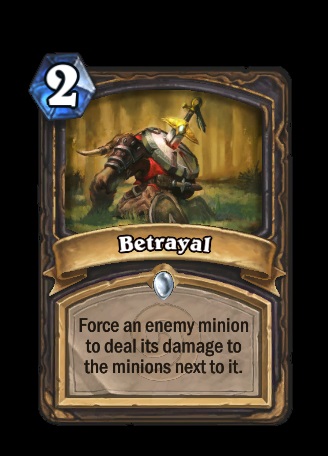 2
Betrayal
Force an enemy minion
to deal its damage to
the minions next to it.